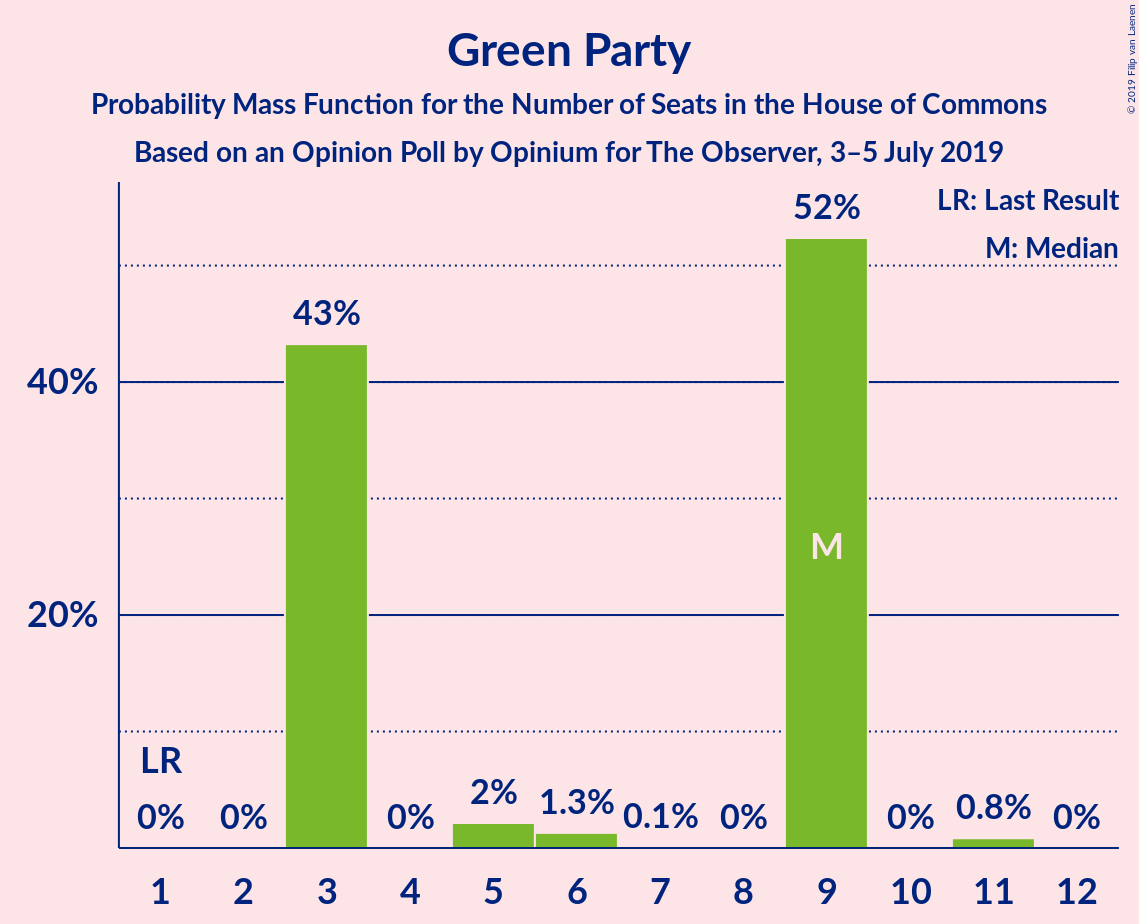 Green Party
Probability Mass Function for the Number of Seats in the House of Commons
Based on an Opinion Poll by Opinium for The Observer, 3–5 July 2019
© 2019 Filip van Laenen
LR: Last Result
M: Median
52%
43%
40%
M
20%
LR
0% 0% 0% 2% 1.3% 0.1% 0% 0% 0.8% 0%
1 2 3 4 5 6 7 8 9 10 11 12